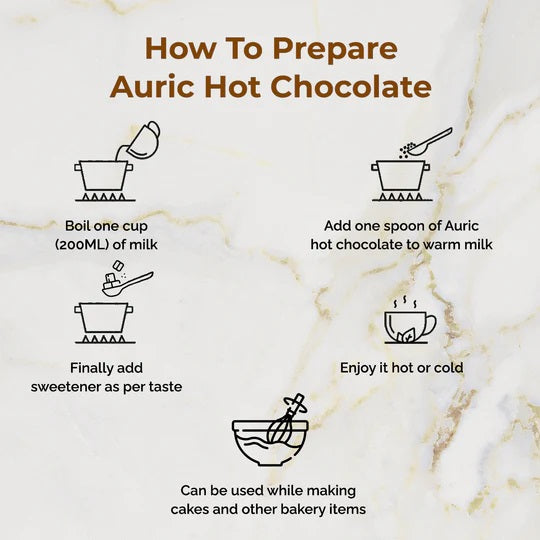 How To Prepare
Auric Hot Chocolate
Boil one cup
(200ML) of milk
Add one spoon of Auric
hot chocolate to warm milk
Finally add
sweetener as per taste
Enjoy it hot or cold
Can be used while making
cakes and other bakery items